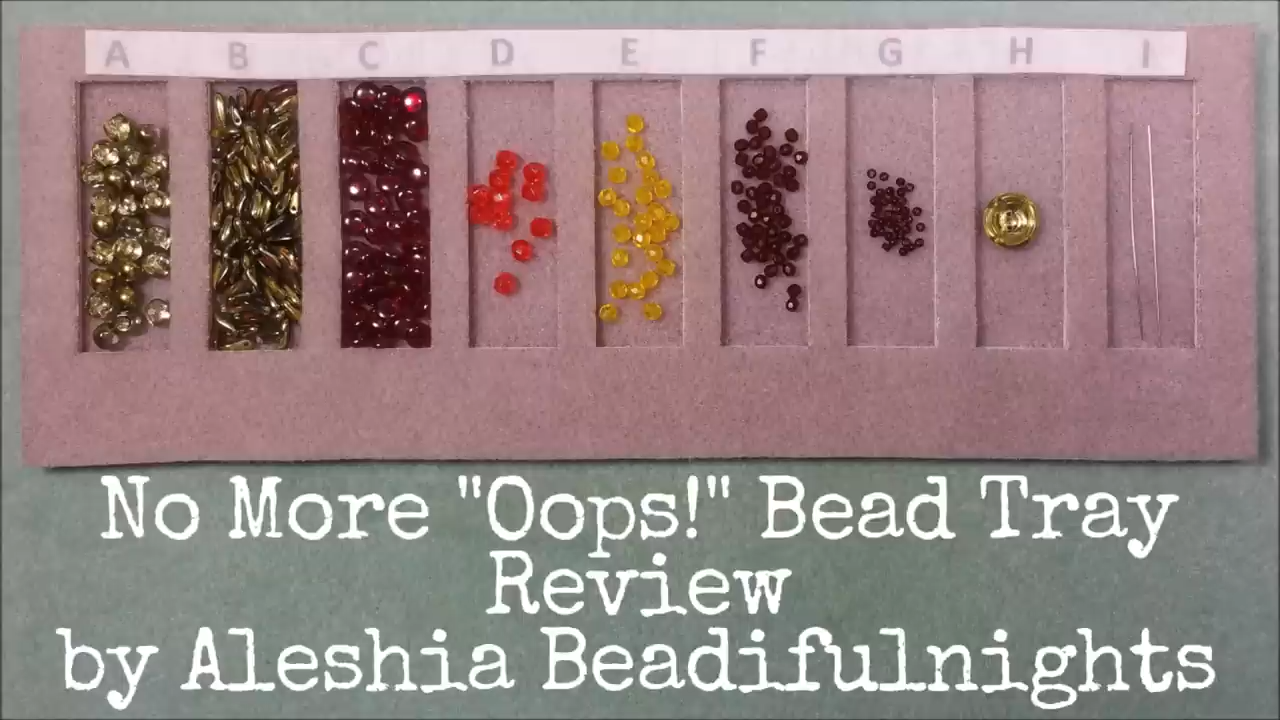 A B C D E F G H I
No More "Oops!" Bead Tray
Review
by Aleshia Beadifulnights